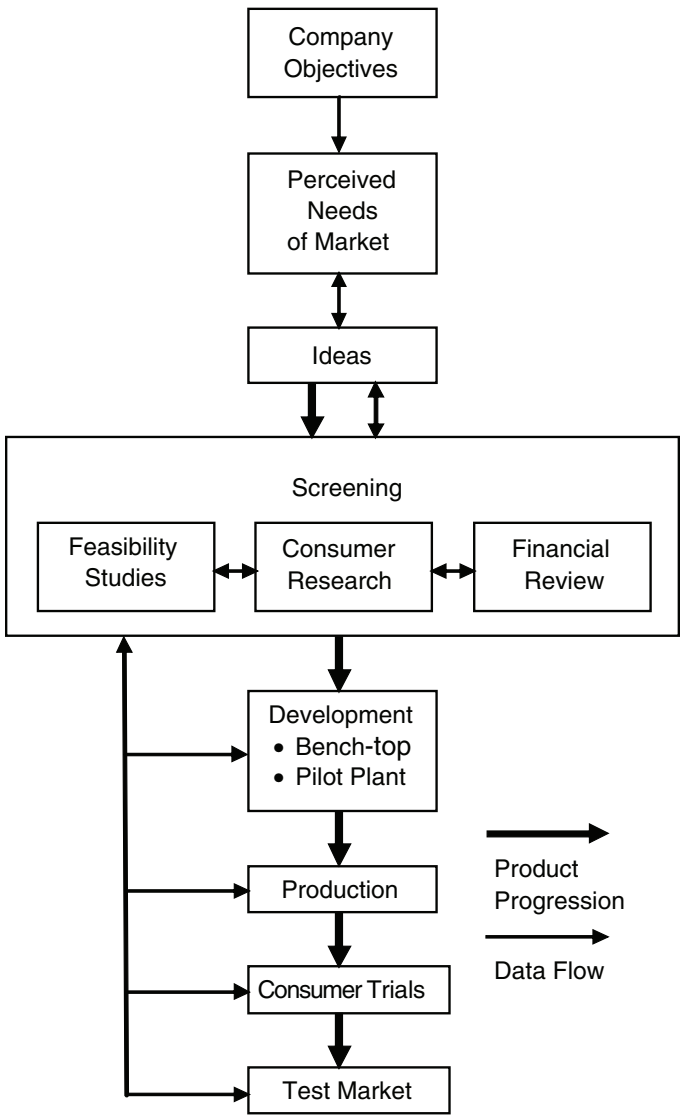 Company
Objectives
Perceived
Needs
of Market
Ideas
Screening
Feasibility
Studies
Consumer
Research
Financial
Review
Development
• Bench-top
• Pilot Plant
Production
Consumer Trials
Test Market
Product
Progression
Data Flow